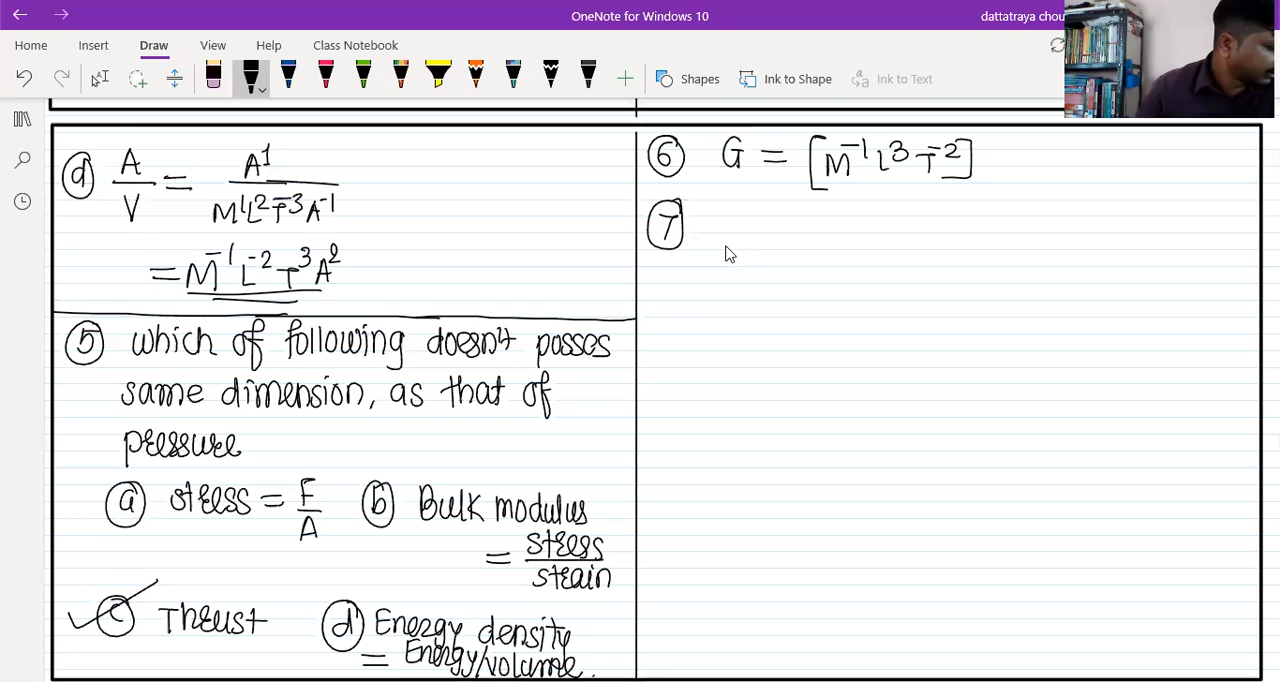 OneNote for Windows 10
dattatraya chou
Home Insert Draw View Help Class Notebook
Shapes Ink to Shape Ink to Text
d A/V = A¹/M¹L²T⁻³A⁻¹
= M⁻¹L⁻²T³A²
5 which of following doesn't posses
same dimension, as that of
pressure
a stress = F/A b Bulk modulus
= stress/strain
c Thrust d Energy density
= Energy/volume.
6 G = [M⁻¹L³T⁻²]
7